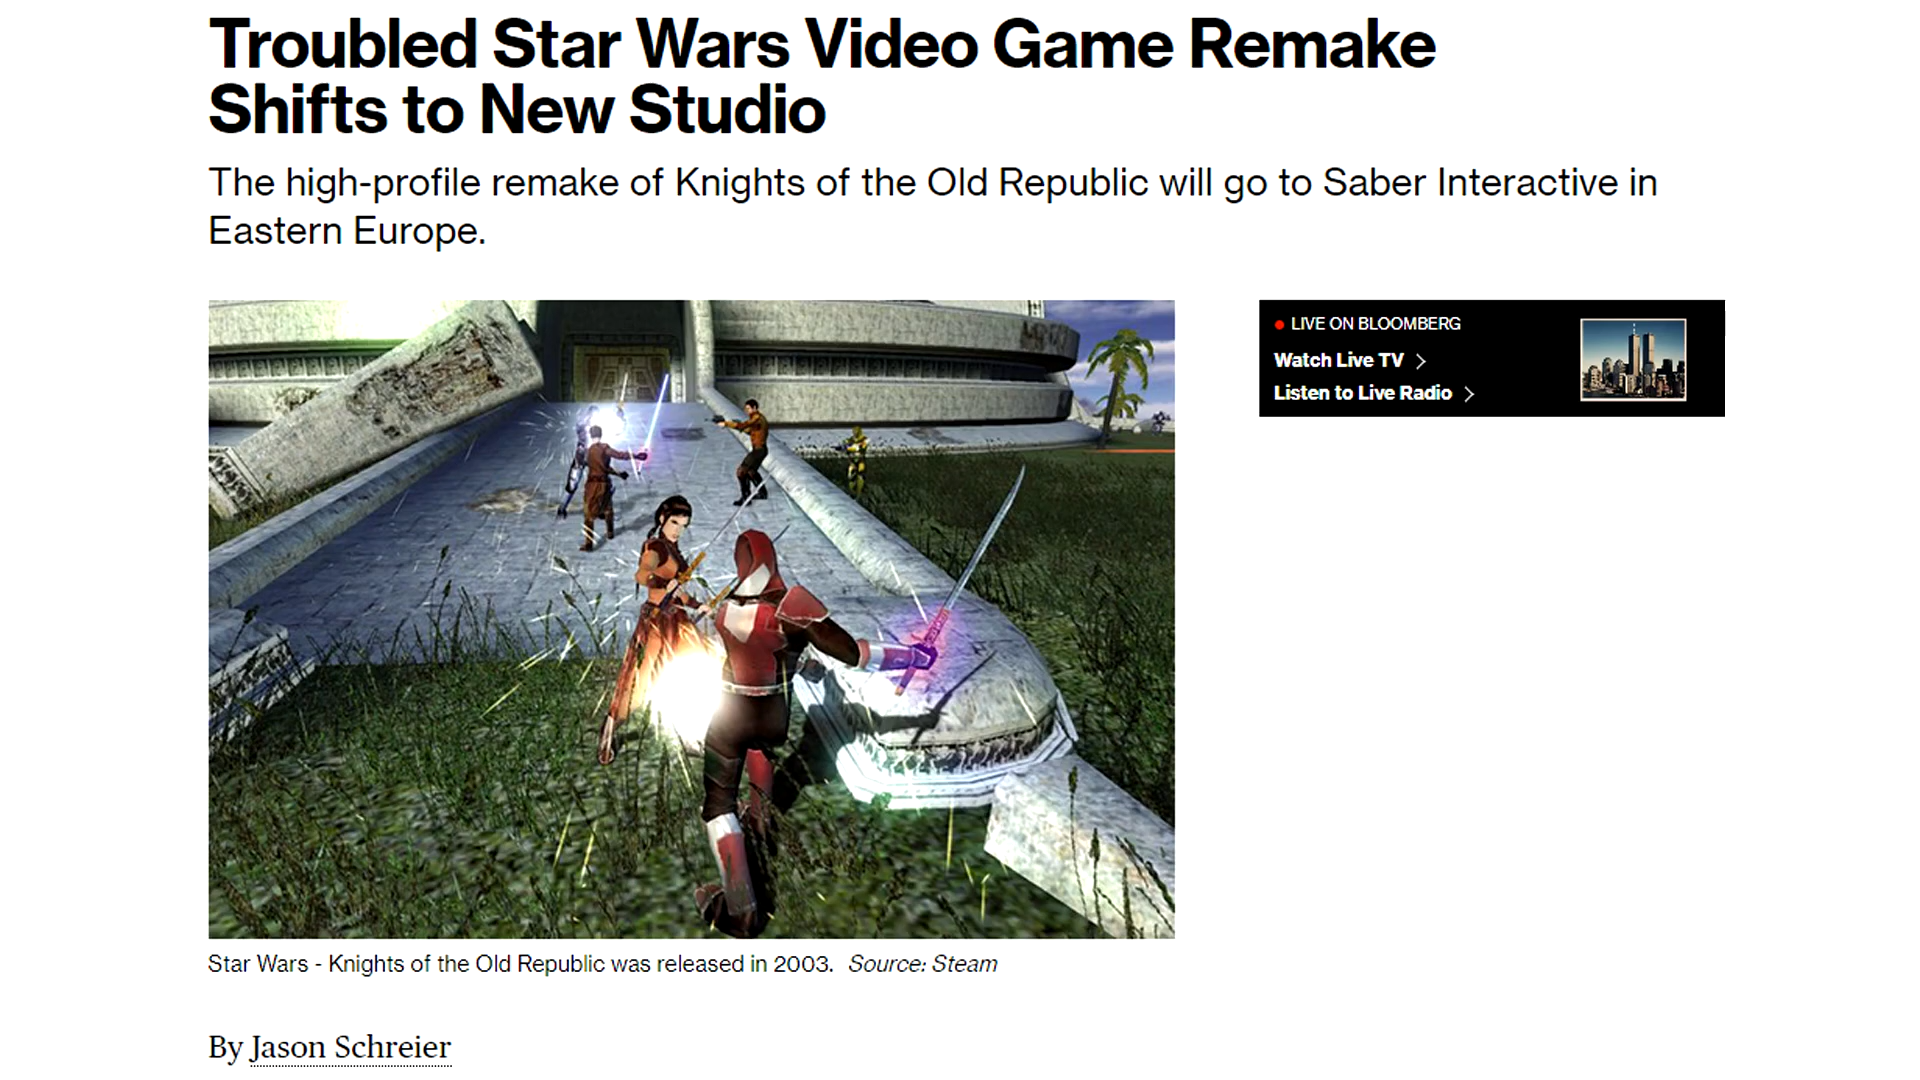 Troubled Star Wars Video Game Remake
Shifts to New Studio
The high-profile remake of Knights of the Old Republic will go to Saber Interactive in
Eastern Europe.
LIVE ON BLOOMBERG
Watch Live TV
Listen to Live Radio
Star Wars - Knights of the Old Republic was released in 2003. Source: Steam
By Jason Schreier